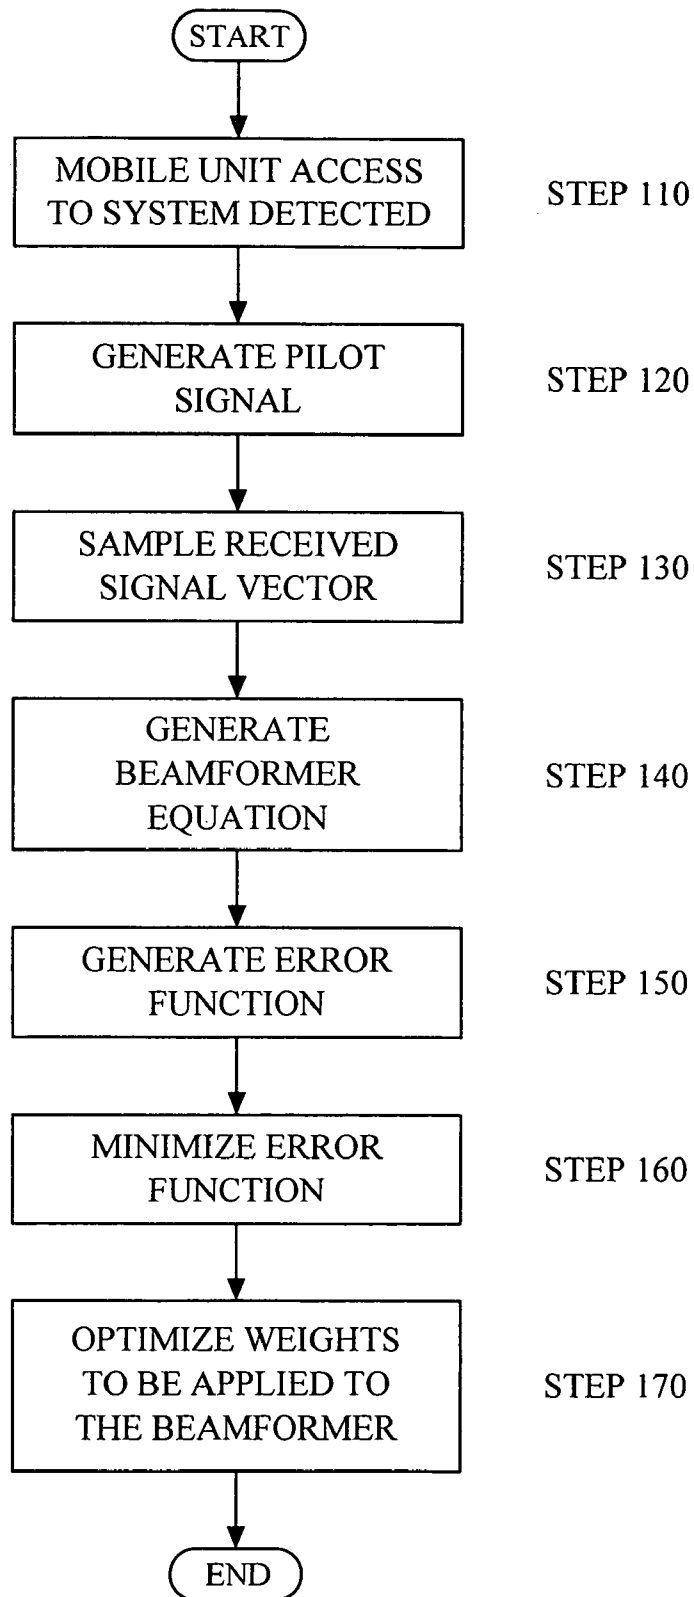 START
MOBILE UNIT ACCESS
TO SYSTEM DETECTED
STEP 110
GENERATE PILOT
SIGNAL
STEP 120
SAMPLE RECEIVED
SIGNAL VECTOR
STEP 130
GENERATE
BEAMFORMER
EQUATION
STEP 140
GENERATE ERROR
FUNCTION
STEP 150
MINIMIZE ERROR
FUNCTION
STEP 160
OPTIMIZE WEIGHTS
TO BE APPLIED TO
THE BEAMFORMER
STEP 170
END